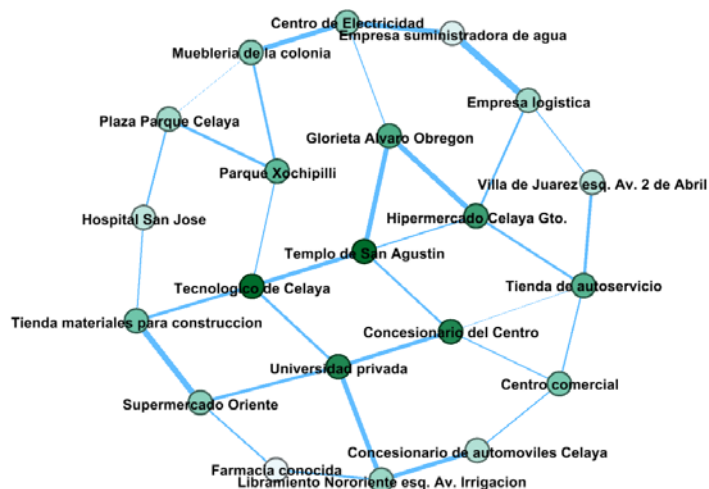 Centro de Electricidad
Empresa suministradora de agua
Muebleria de la colonia
Empresa logistica
Plaza Parque Celaya
Glorieta Alvaro Obregon
Parque Xochipilli
Villa de Juarez esq. Av. 2 de Abril
Hospital San Jose
Hipermercado Celaya Gto.
Templo de San Agustin
Tecnologico de Celaya
Tienda de autoservicio
Tienda materiales para construccion
Concesionario del Centro
Universidad privada
Centro comercial
Supermercado Oriente
Concesionario de automoviles Celaya
Farmacia conocida
Libramiento Nororiente esq. Av. Irrigacion